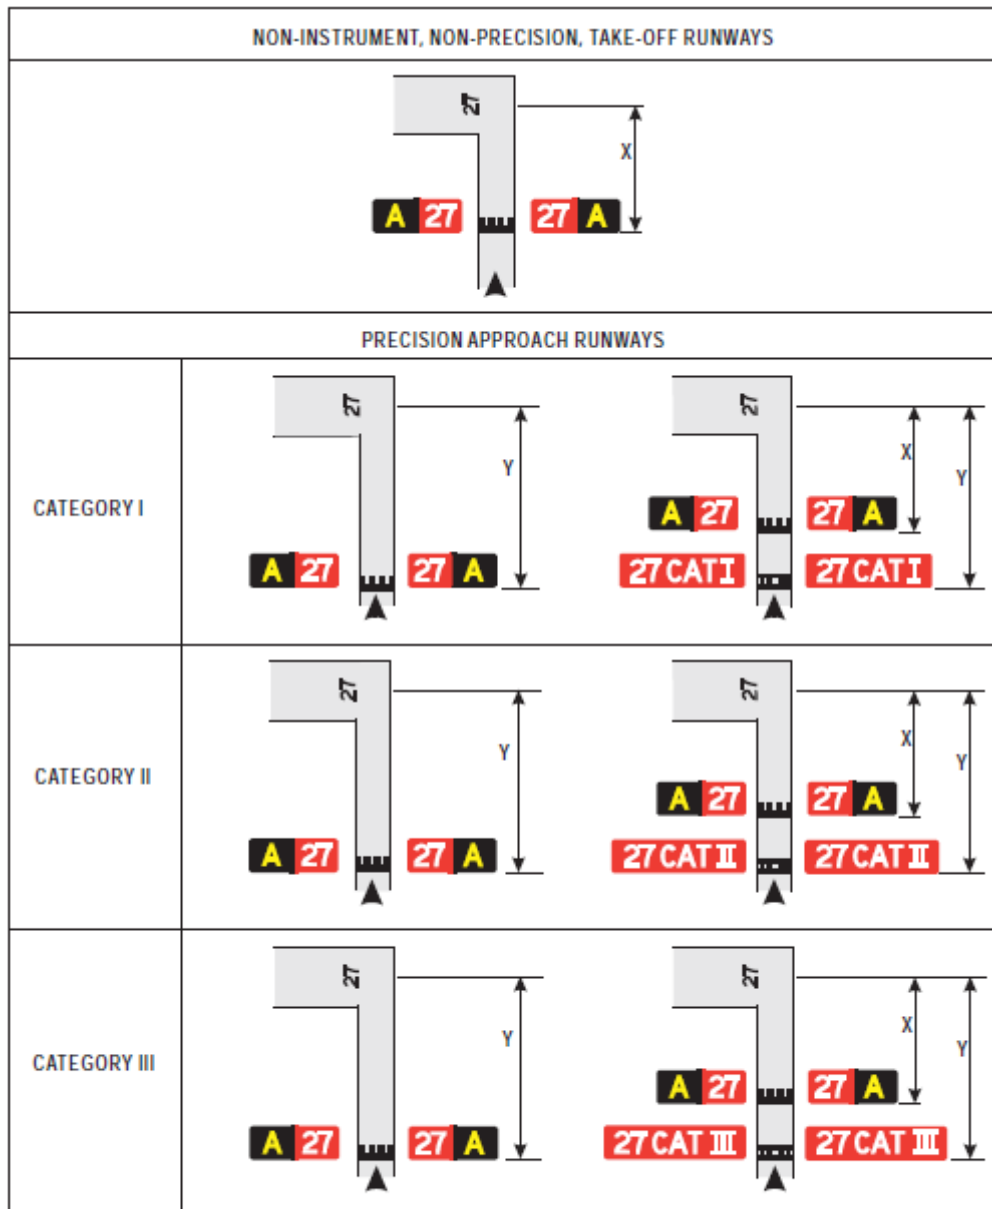 NON-INSTRUMENT, NON-PRECISION, TAKE-OFF RUNWAYS
27
X
A 27 27 A
PRECISION APPROACH RUNWAYS
CATEGORY I
27 27
Y X Y
A 27 27 A
A 27 27 A 27 CAT I 27 CAT I
CATEGORY II
27 27
Y X Y
A 27 27 A
A 27 27 A 27 CAT II 27 CAT II
CATEGORY III
27 27
Y X Y
A 27 27 A
A 27 27 A 27 CAT III 27 CAT III